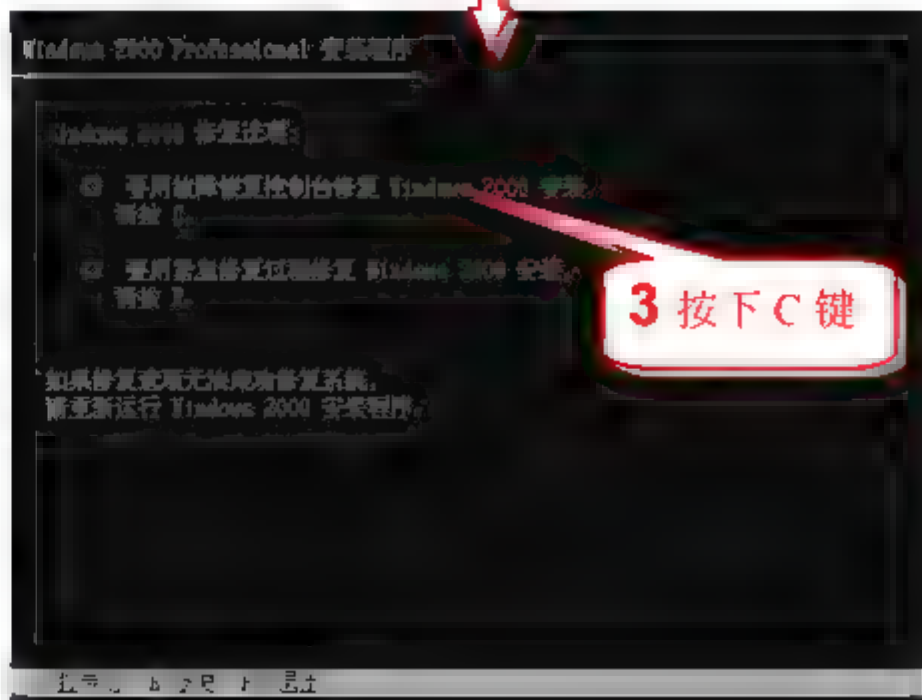 Windows 2000 Professional 安装程序
Windows 2000 修复选项:
要用故障修复控制台修复 Windows 2000 安装,
请按 C。
要用紧急修复过程修复 Windows 2000 安装,
请按 R。
如果修复选项无法成功修复系统,
请重新运行 Windows 2000 安装程序。
3 按下 C 键